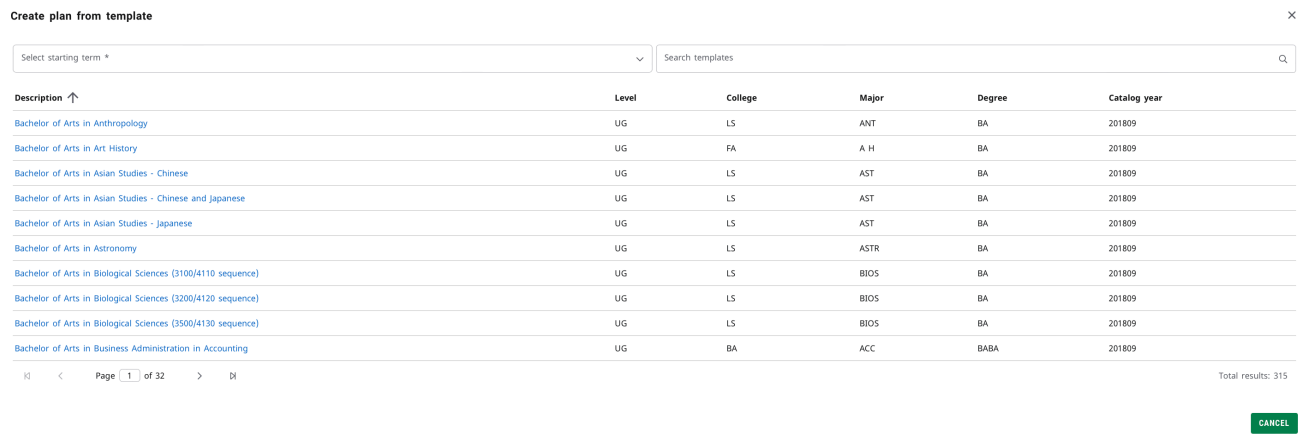 Create plan from template
Select starting term * Search templates
Description Level College Major Degree Catalog year
Bachelor of Arts in Anthropology UG LS ANT BA 201809
Bachelor of Arts in Art History UG FA A H BA 201809
Bachelor of Arts in Asian Studies - Chinese UG LS AST BA 201809
Bachelor of Arts in Asian Studies - Chinese and Japanese UG LS AST BA 201809
Bachelor of Arts in Asian Studies - Japanese UG LS AST BA 201809
Bachelor of Arts in Astronomy UG LS ASTR BA 201809
Bachelor of Arts in Biological Sciences (3100/4110 sequence) UG LS BIOS BA 201809
Bachelor of Arts in Biological Sciences (3200/4120 sequence) UG LS BIOS BA 201809
Bachelor of Arts in Biological Sciences (3500/4130 sequence) UG LS BIOS BA 201809
Bachelor of Arts in Business Administration in Accounting UG BA ACC BABA 201809
Page 1 of 32 Total results: 315
CANCEL